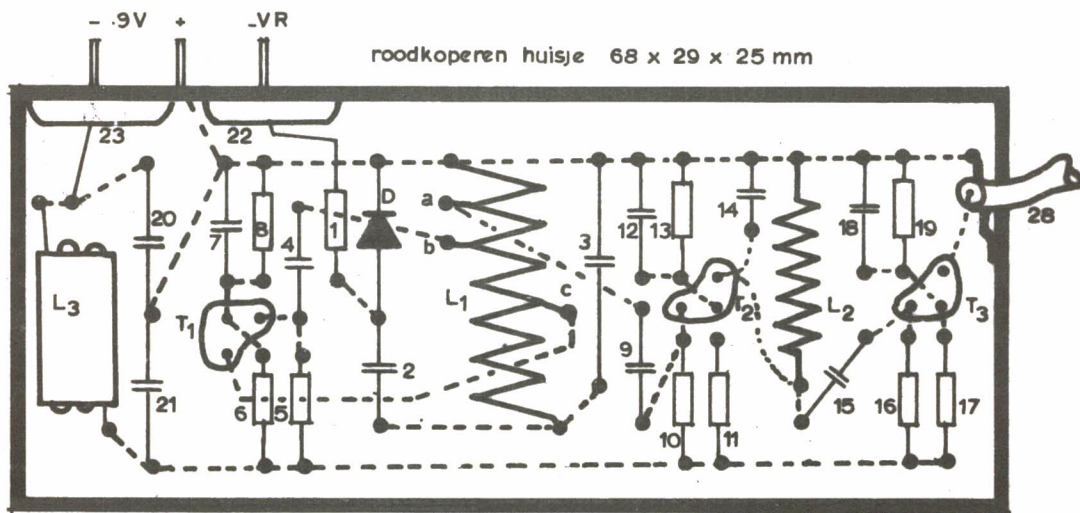 - .9V + _VR
roodkoperen huisje 68 x 29 x 25 mm
23 22
28
20 7 8 4 1 D a b 3 12 13 14 18 19
L3 T1 L1 c T2 L2 T3
21 6 5 2 9 10 11 15 16 17